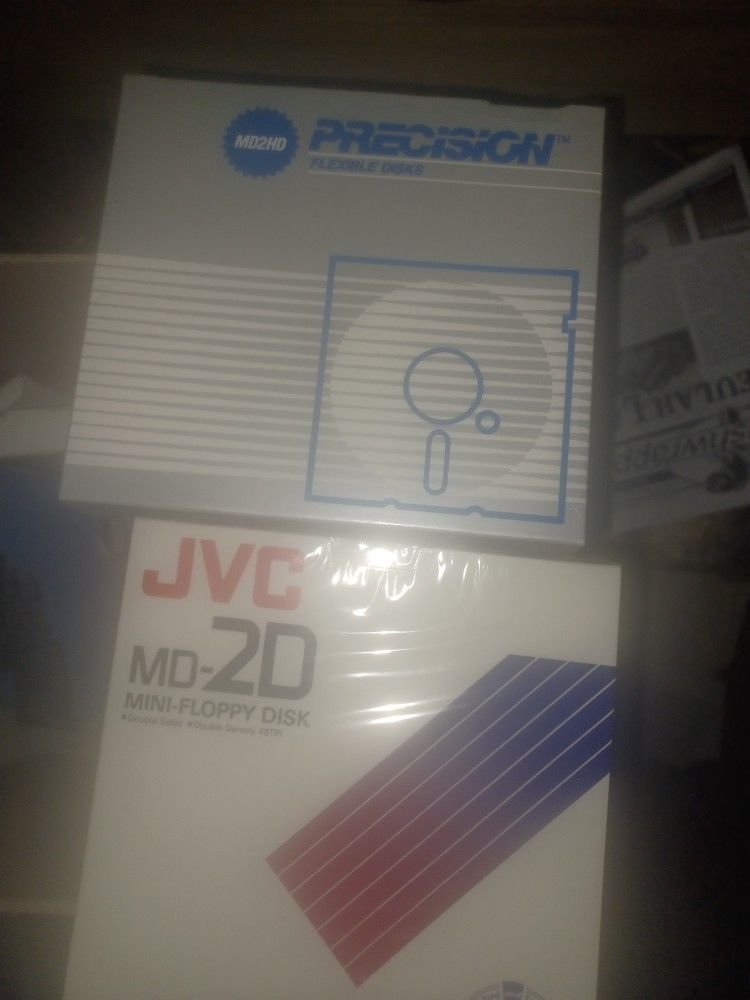 MD2HD
PRECISION™
FLEXIBLE DISKS
JVC
MD-2D
MINI-FLOPPY DISK
*Double Sided *Double Density 48TPI